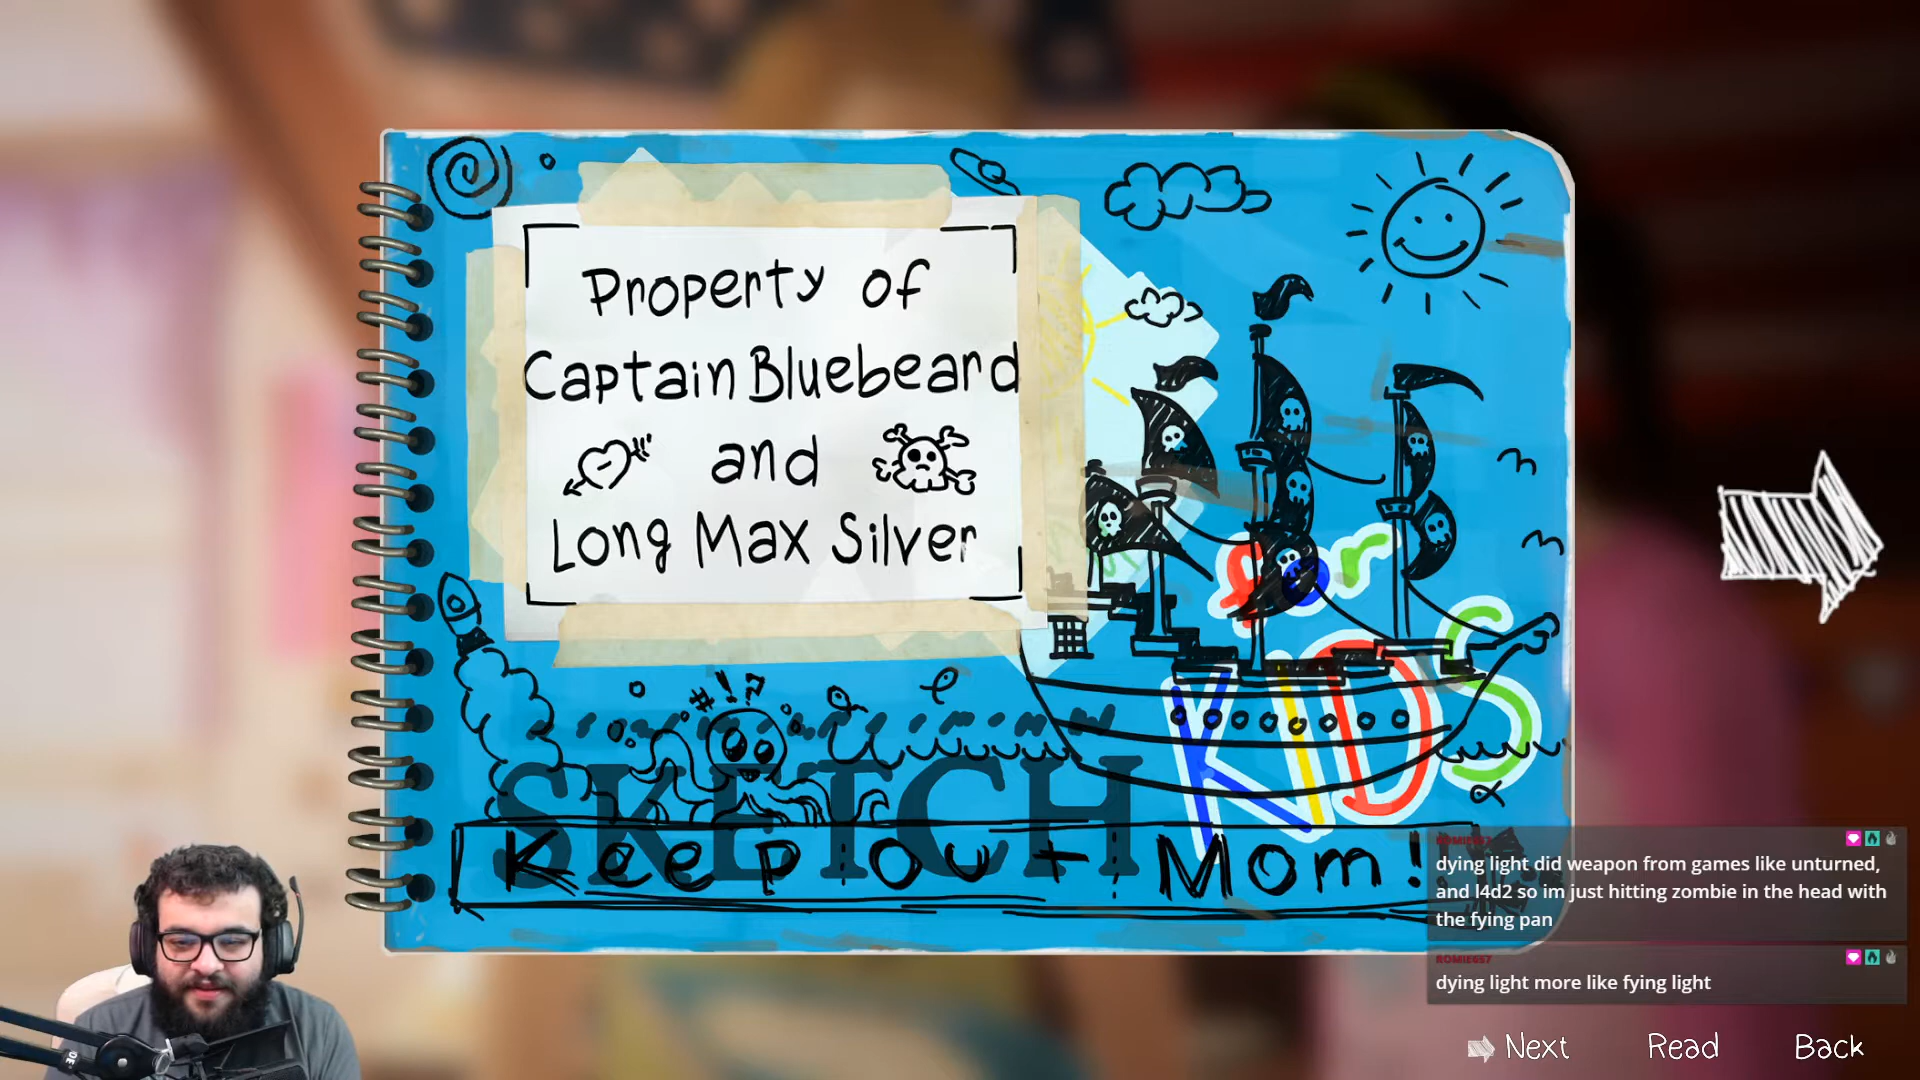 Property of
Captain Bluebeard
and
Long Max Silver
for
KIDS
SKETCH
Keep out Mom!
dying light did weapon from games like unturned,
and l4d2 so im just hitting zombie in the head with
the fying pan
ROMIE657
dying light more like fying light
Next
Read
Back